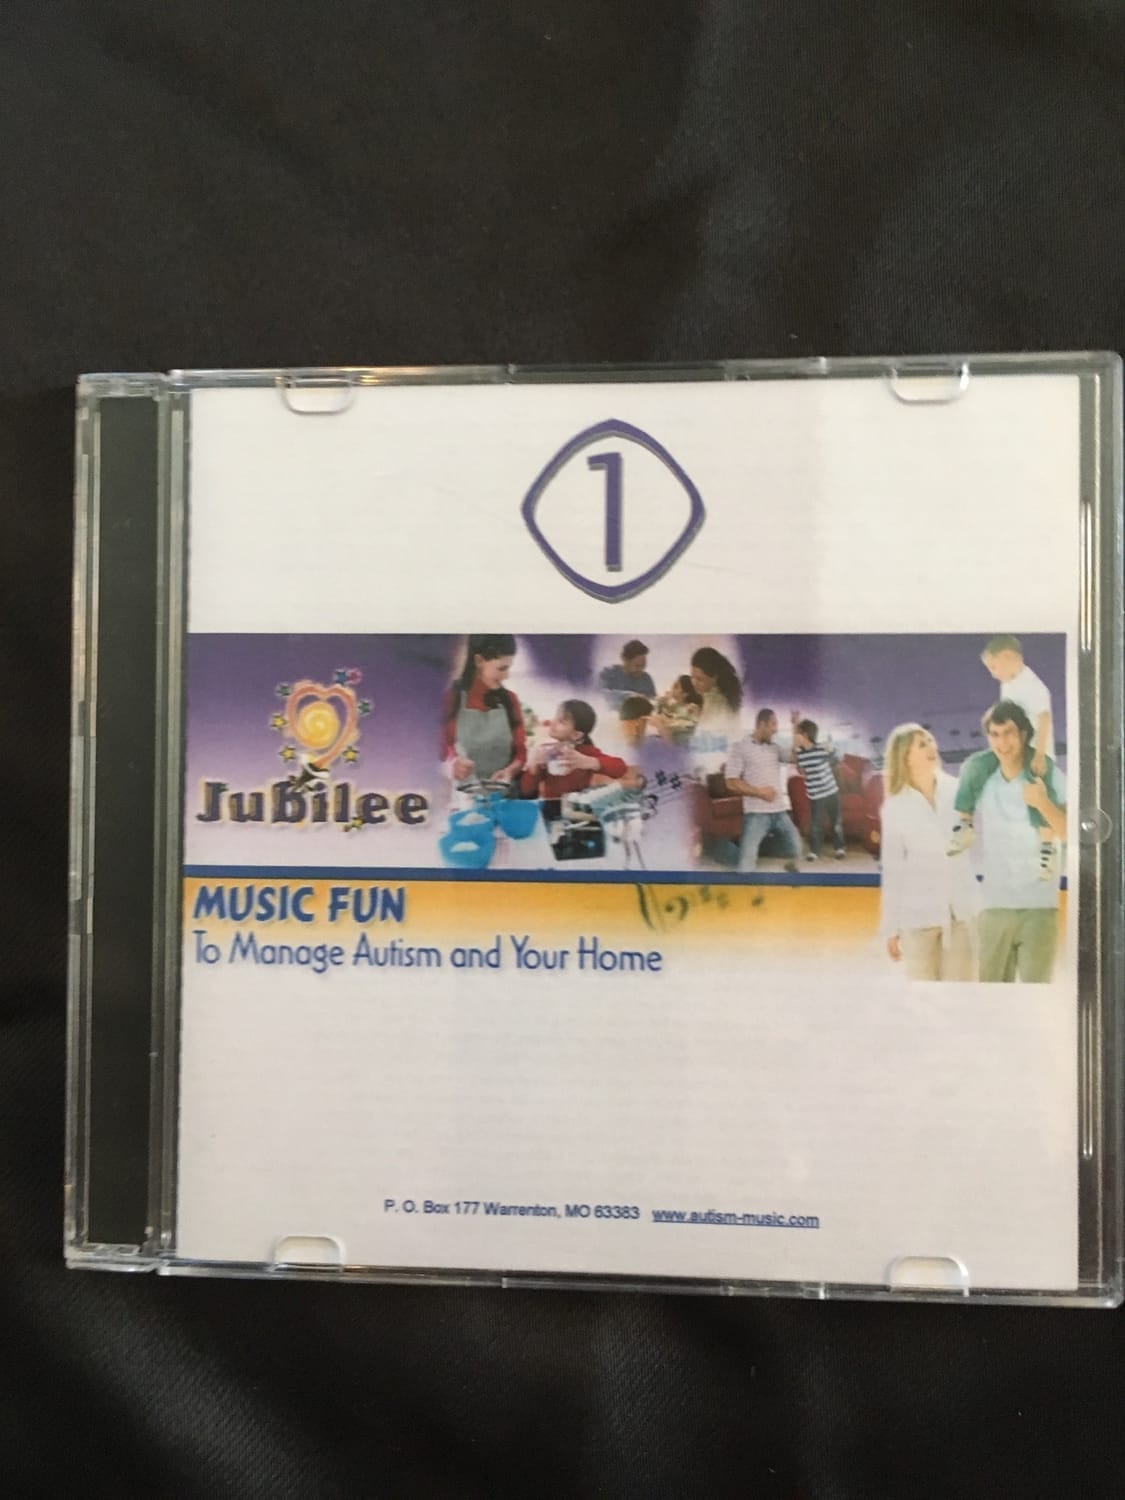 1
Jubilee
MUSIC FUN
To Manage Autism and Your Home
P. O. Box 177 Warrenton, MO 63383 www.autism-music.com